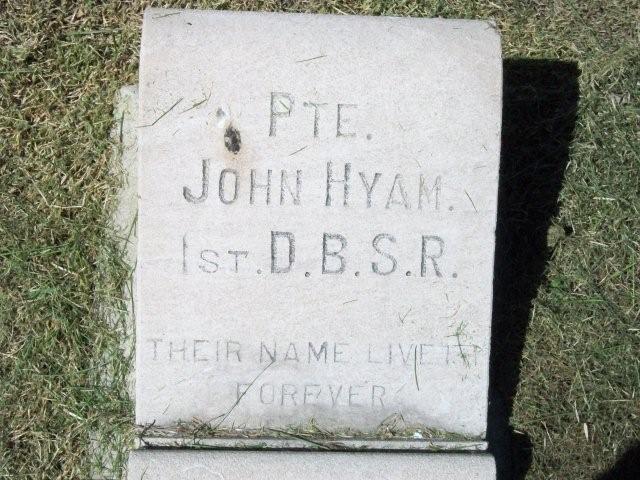 PTE.
JOHN HYAM.
1ST. D.B.S.R.
THEIR NAME LIVETH
FOREVER